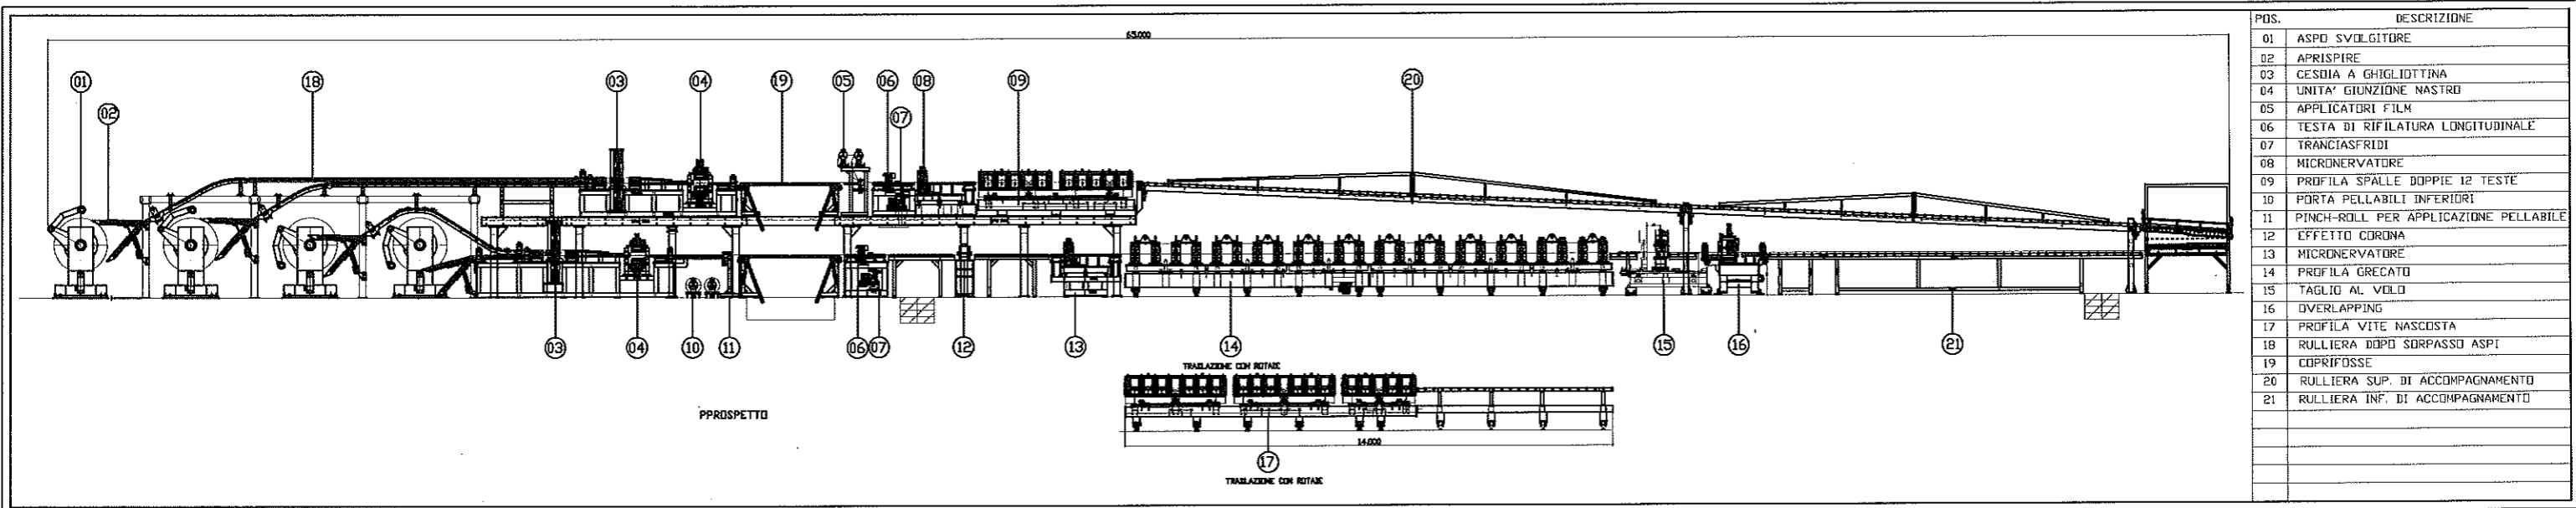 65.000
01 18 03 04 19 05 06 08 09 20
02 07
03 04 10 11 06 07 12 13 14 15 16 21
TRASLAZIONE CON ROTAIE
PPROSPETTO
14.000
17
TRASLAZIONE CON ROTAIE
POS. DESCRIZIONE
01 ASPO SVOLGITORE
02 APRISPIRE
03 CESOIA A GHIGLIOTTINA
04 UNITA' GIUNZIONE NASTRO
05 APPLICATORI FILM
06 TESTA DI RIFILATURA LONGITUDINALE
07 TRANCIASFRIDI
08 MICRONERVATORE
09 PROFILA SPALLE DOPPIE 12 TESTE
10 PORTA PELLABILI INFERIORI
11 PINCH-ROLL PER APPLICAZIONE PELLABILE
12 EFFETTO CORONA
13 MICRONERVATORE
14 PROFILA GRECATO
15 TAGLIO AL VOLO
16 OVERLAPPING
17 PROFILA VITE NASCOSTA
18 RULLIERA DOPO SORPASSO ASPI
19 COPRIFOSSE
20 RULLIERA SUP. DI ACCOMPAGNAMENTO
21 RULLIERA INF. DI ACCOMPAGNAMENTO